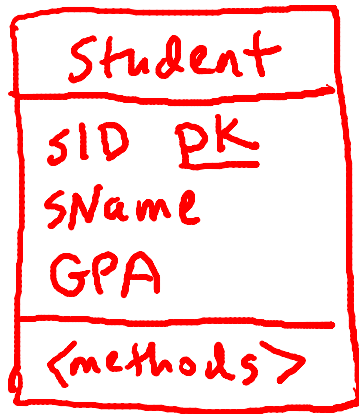 Student
sID PK
sName
GPA
<methods>